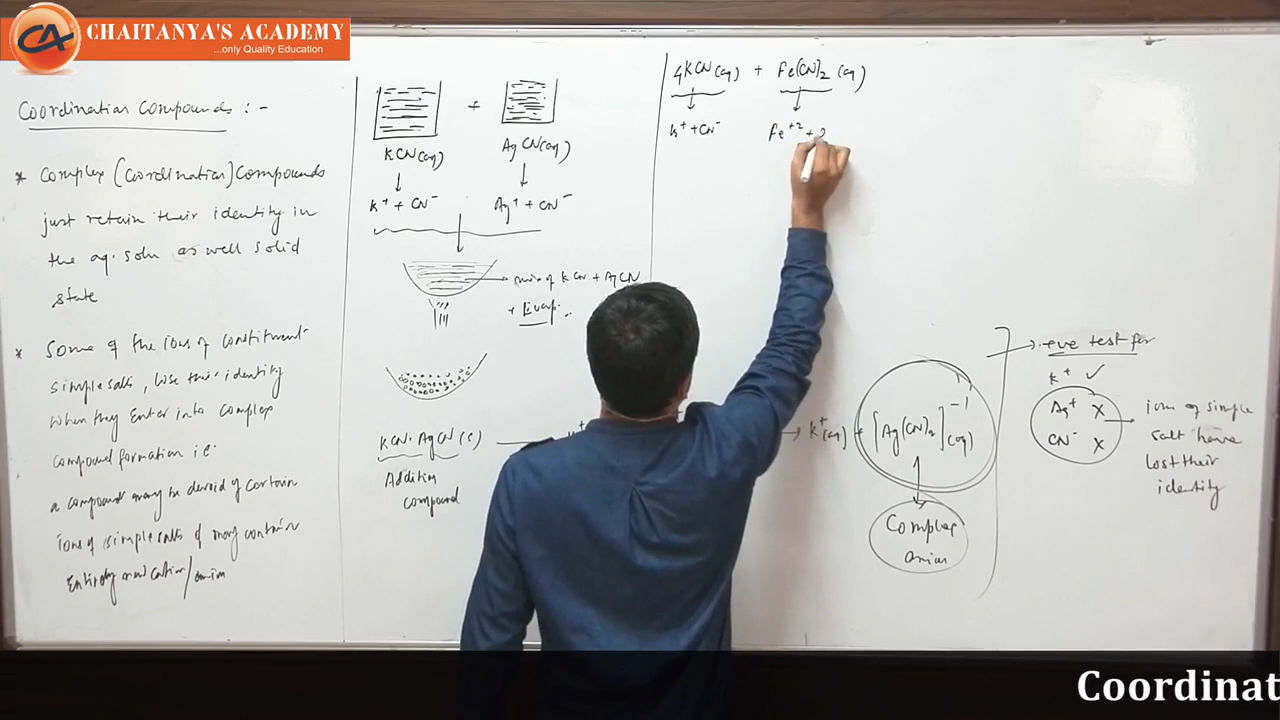 CHAITANYA'S ACADEMY
...only Quality Education
CA
Coordination Compounds :-
* Complex (Coordination) Compounds
just retain their identity in
the aq. soln as well solid
state
* Some of the ions of constituent
simple salts, lose their identity
when they enter into complex
compound formation i.e.
a compound may be devoid of certain
ions of simple salts of may contain
Entirely new cation/anion
+
KCN(aq) AgCN(aq)
K+ + CN- Ag+ + CN-
mix of KCN + AgCN
+
KCN. AgCN(s)
Addition
compound
4KCN(aq) + Fe(CN)2 (aq)
K+ + CN- Fe+2 + 2
K+(aq) + [Ag(CN)2]-1 (aq)
Complex
anion
-eve test for
K+ ✓
Ag+ X
CN- X
ions of simple
salt have
lost their
identity
Coordinat